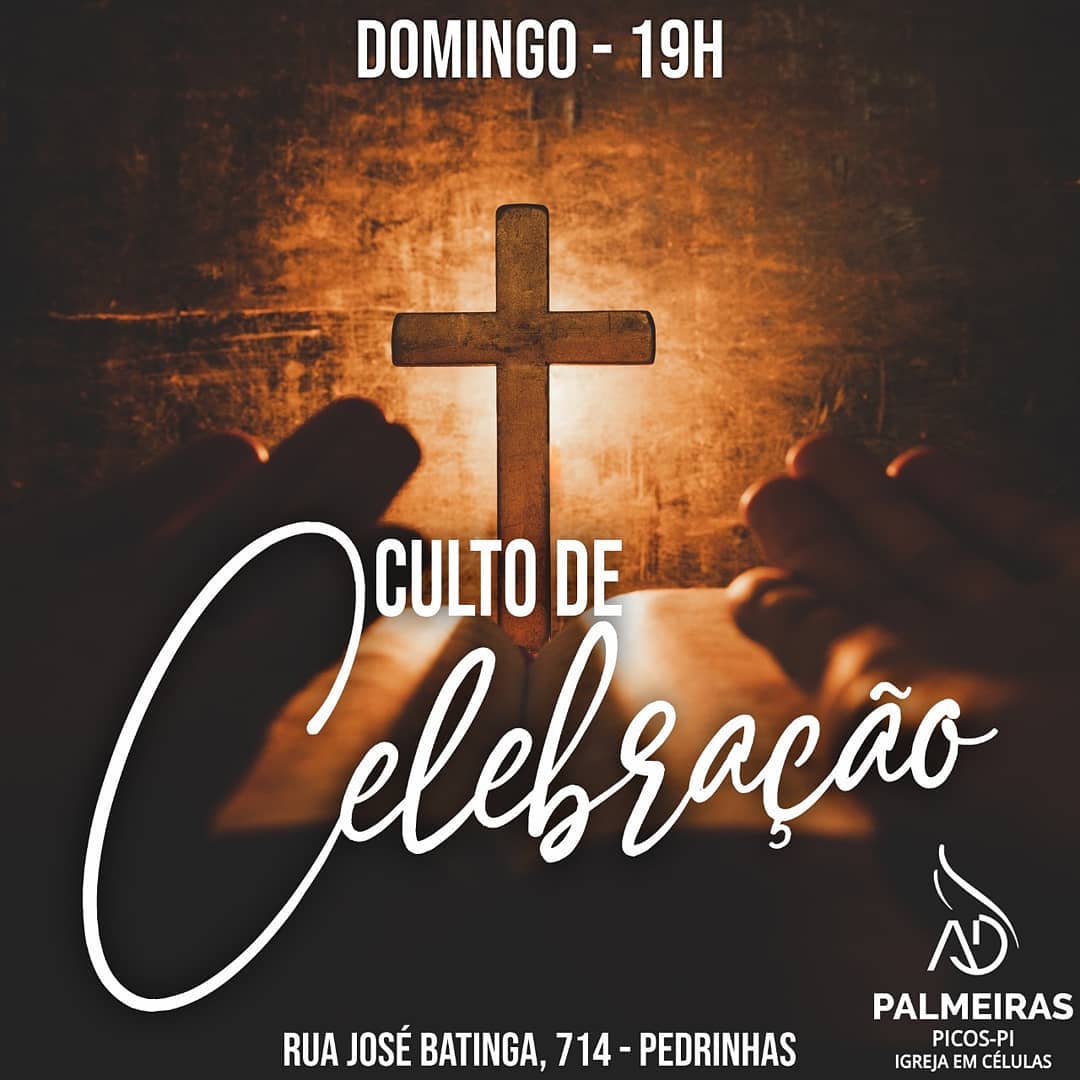 DOMINGO - 19H
CULTO DE
Celebração
AD
PALMEIRAS
PICOS-PI
IGREJA EM CÉLULAS
RUA JOSÉ BATINGA, 714 - PEDRINHAS